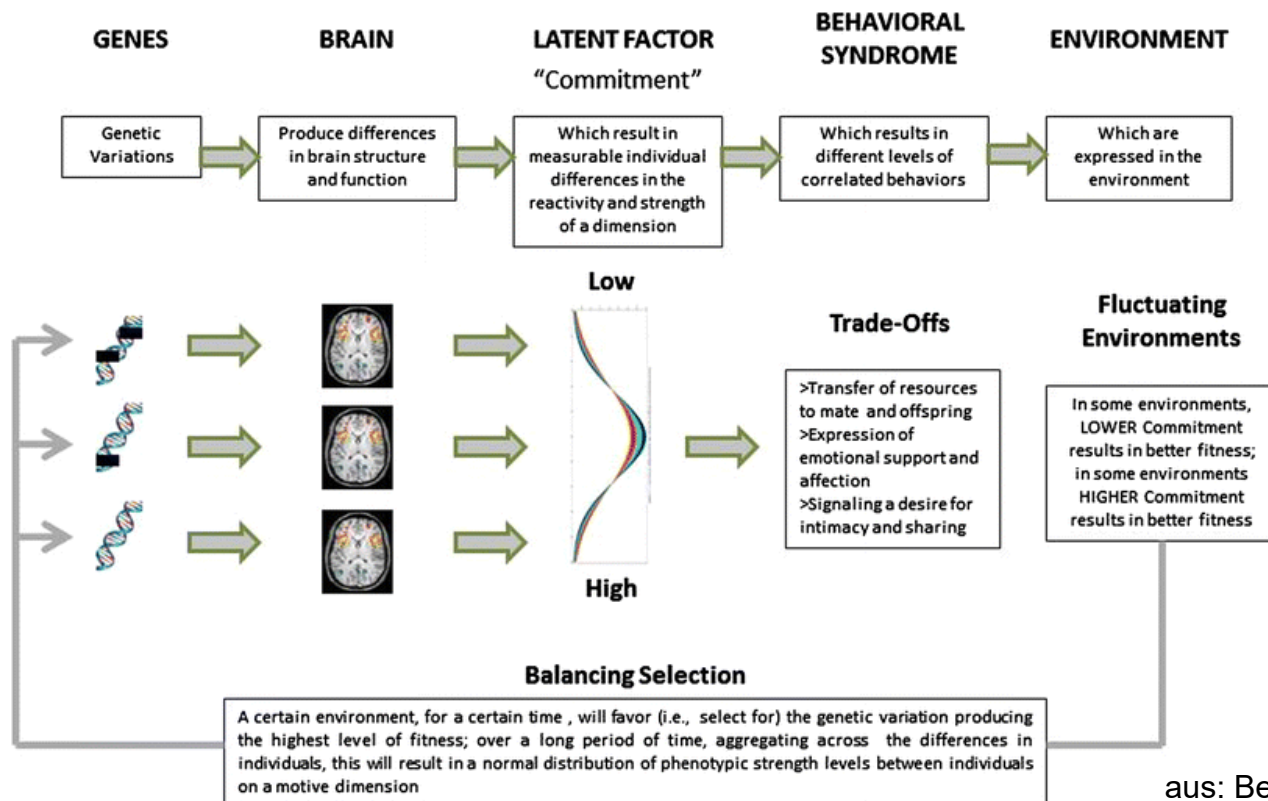 GENES
BRAIN
LATENT FACTOR
"Commitment"
BEHAVIORAL
SYNDROME
ENVIRONMENT
Genetic
Variations
Produce differences
in brain structure
and function
Which result in
measurable individual
differences in the
reactivity and strength
of a dimension
Which results in
different levels of
correlated behaviors
Which are
expressed in the
environment
Low
High
Trade-Offs
>Transfer of resources
to mate and offspring
>Expression of
emotional support and
affection
>Signaling a desire for
intimacy and sharing
Fluctuating
Environments
In some environments,
LOWER Commitment
results in better fitness;
in some environments
HIGHER Commitment
results in better fitness
Balancing Selection
A certain environment, for a certain time , will favor (i.e., select for) the genetic variation producing
the highest level of fitness; over a long period of time, aggregating across the differences in
individuals, this will result in a normal distribution of phenotypic strength levels between individuals
on a motive dimension
aus: Be